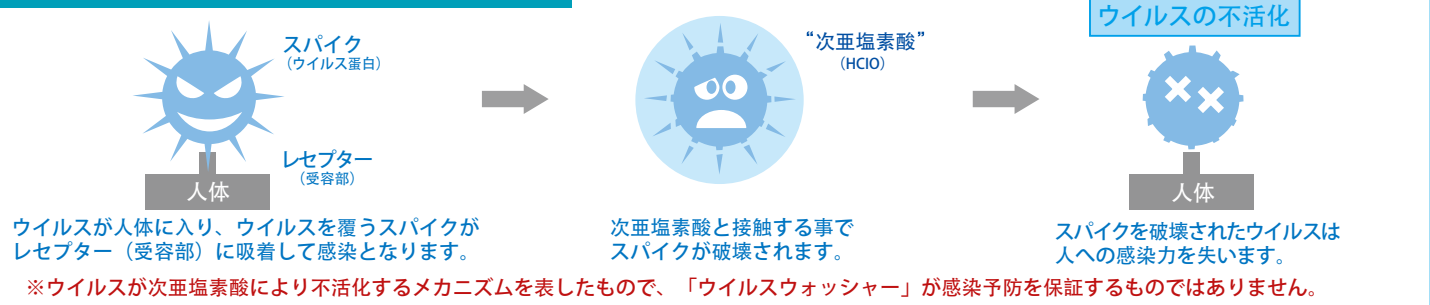 スパイク
（ウイルス蛋白）
レセプター
（受容部）
人体
ウイルスが人体に入り、ウイルスを覆うスパイクが
レセプター（受容部）に吸着して感染となります。
“次亜塩素酸”
（HClO）
次亜塩素酸と接触する事で
スパイクが破壊されます。
ウイルスの不活化
人体
スパイクを破壊されたウイルスは
人への感染力を失います。
※ウイルスが次亜塩素酸により不活化するメカニズムを表したもので、「ウイルスウォッシャー」が感染予防を保証するものではありません。